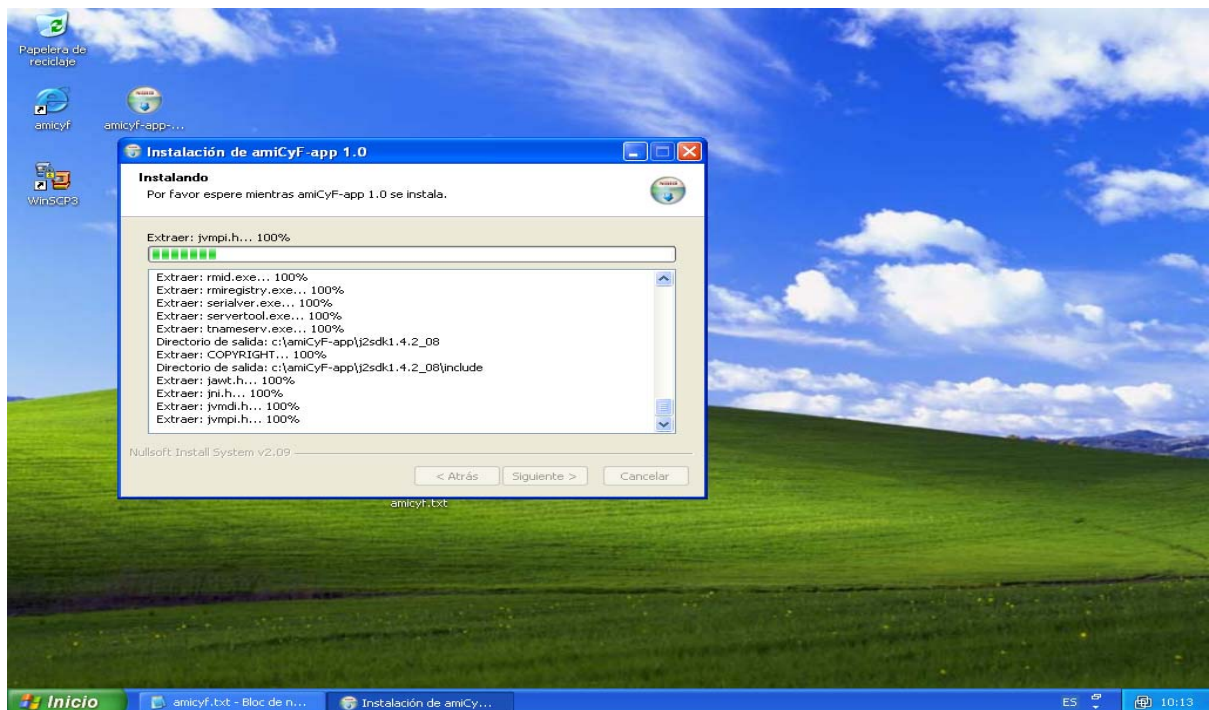 Papelera de
reciclaje
amicyf
amicyf-app-...
WinSCP3
Instalación de amiCyF-app 1.0
Instalando
Por favor espere mientras amiCyF-app 1.0 se instala.
Extraer: jvmpi.h... 100%
Extraer: rmid.exe... 100%
Extraer: rmiregistry.exe... 100%
Extraer: serialver.exe... 100%
Extraer: servertool.exe... 100%
Extraer: tnameserv.exe... 100%
Directorio de salida: c:\amiCyF-app\j2sdk1.4.2_08
Extraer: COPYRIGHT... 100%
Directorio de salida: c:\amiCyF-app\j2sdk1.4.2_08\include
Extraer: jawt.h... 100%
Extraer: jni.h... 100%
Extraer: jvmdi.h... 100%
Extraer: jvmpi.h... 100%
Nullsoft Install System v2.09
< Atrás
Siguiente >
Cancelar
amicyf.txt
Inicio
amicyf.txt - Bloc de n...
Instalación de amiCy...
ES
10:13